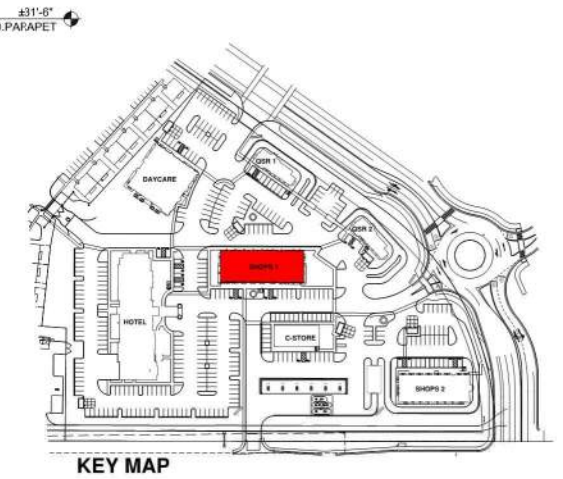 ±31'-6"
.PARAPET
QSR 1
DAYCARE
QSR 2
SHOPS 1
HOTEL
C-STORE
SHOPS 2
KEY MAP